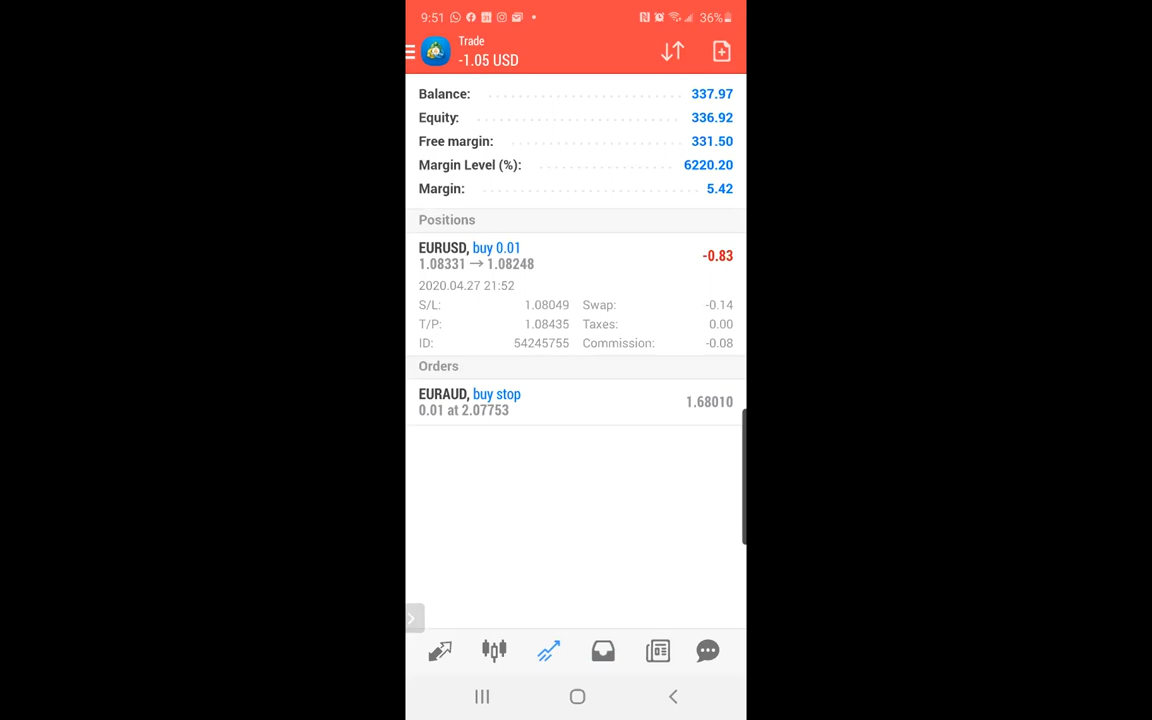 9:51 36%
Trade
-1.05 USD
Balance: 337.97
Equity: 336.92
Free margin: 331.50
Margin Level (%): 6220.20
Margin: 5.42
Positions
EURUSD, buy 0.01 -0.83
1.08331 → 1.08248
2020.04.27 21:52
S/L: 1.08049 Swap: -0.14
T/P: 1.08435 Taxes: 0.00
ID: 54245755 Commission: -0.08
Orders
EURAUD, buy stop 1.68010
0.01 at 2.07753